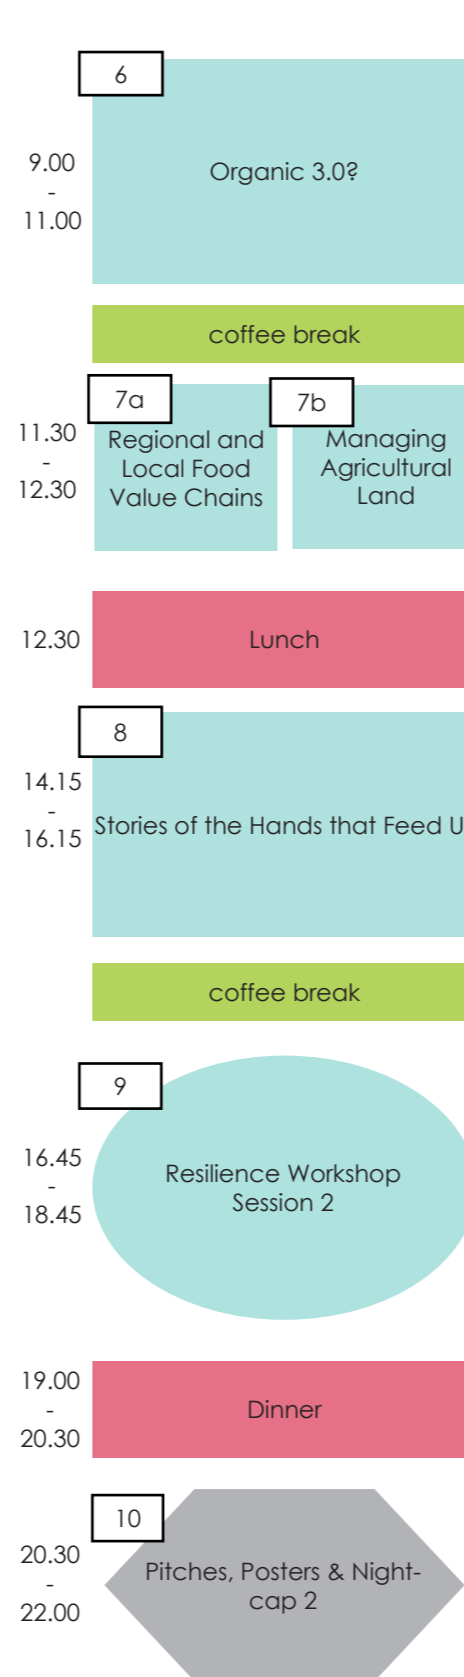 6
9.00
-
11.00
Organic 3.0?
coffee break
7a
7b
11.30
-
12.30
Regional and
Local Food
Value Chains
Managing
Agricultural
Land
12.30
Lunch
8
14.15
-
16.15
Stories of the Hands that Feed U
coffee break
9
16.45
-
18.45
Resilience Workshop
Session 2
19.00
-
20.30
Dinner
10
20.30
-
22.00
Pitches, Posters & Night-
cap 2